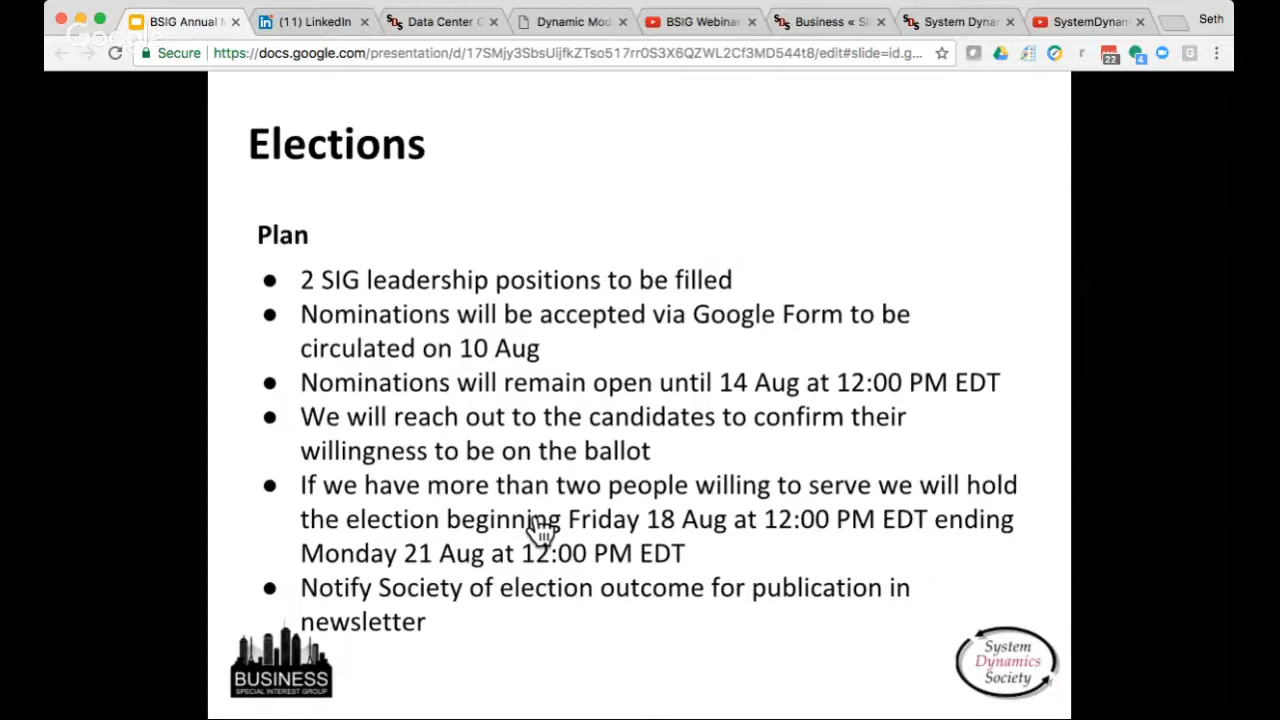 BSIG Annual M
(11) LinkedIn
Data Center C
Dynamic Mod
BSIG Webinar
Business « S
System Dynam
SystemDynam
Seth
Google
Secure
https://docs.google.com/presentation/d/17SMjy3SbsUijfkZTso517rr0S3X6QZWL2Cf3MD544t8/edit#slide=id.g...
22
4
Elections
Plan
● 2 SIG leadership positions to be filled
● Nominations will be accepted via Google Form to be
circulated on 10 Aug
● Nominations will remain open until 14 Aug at 12:00 PM EDT
● We will reach out to the candidates to confirm their
willingness to be on the ballot
● If we have more than two people willing to serve we will hold
the election beginning Friday 18 Aug at 12:00 PM EDT ending
Monday 21 Aug at 12:00 PM EDT
● Notify Society of election outcome for publication in
newsletter
BUSINESS
SPECIAL INTEREST GROUP
System
Dynamics
Society